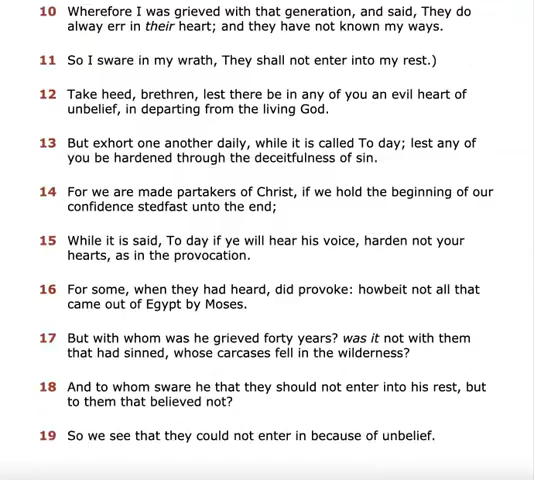 10 Wherefore I was grieved with that generation, and said, They do
alway err in their heart; and they have not known my ways.
11 So I sware in my wrath, They shall not enter into my rest.)
12 Take heed, brethren, lest there be in any of you an evil heart of
unbelief, in departing from the living God.
13 But exhort one another daily, while it is called To day; lest any of
you be hardened through the deceitfulness of sin.
14 For we are made partakers of Christ, if we hold the beginning of our
confidence stedfast unto the end;
15 While it is said, To day if ye will hear his voice, harden not your
hearts, as in the provocation.
16 For some, when they had heard, did provoke: howbeit not all that
came out of Egypt by Moses.
17 But with whom was he grieved forty years? was it not with them
that had sinned, whose carcases fell in the wilderness?
18 And to whom sware he that they should not enter into his rest, but
to them that believed not?
19 So we see that they could not enter in because of unbelief.